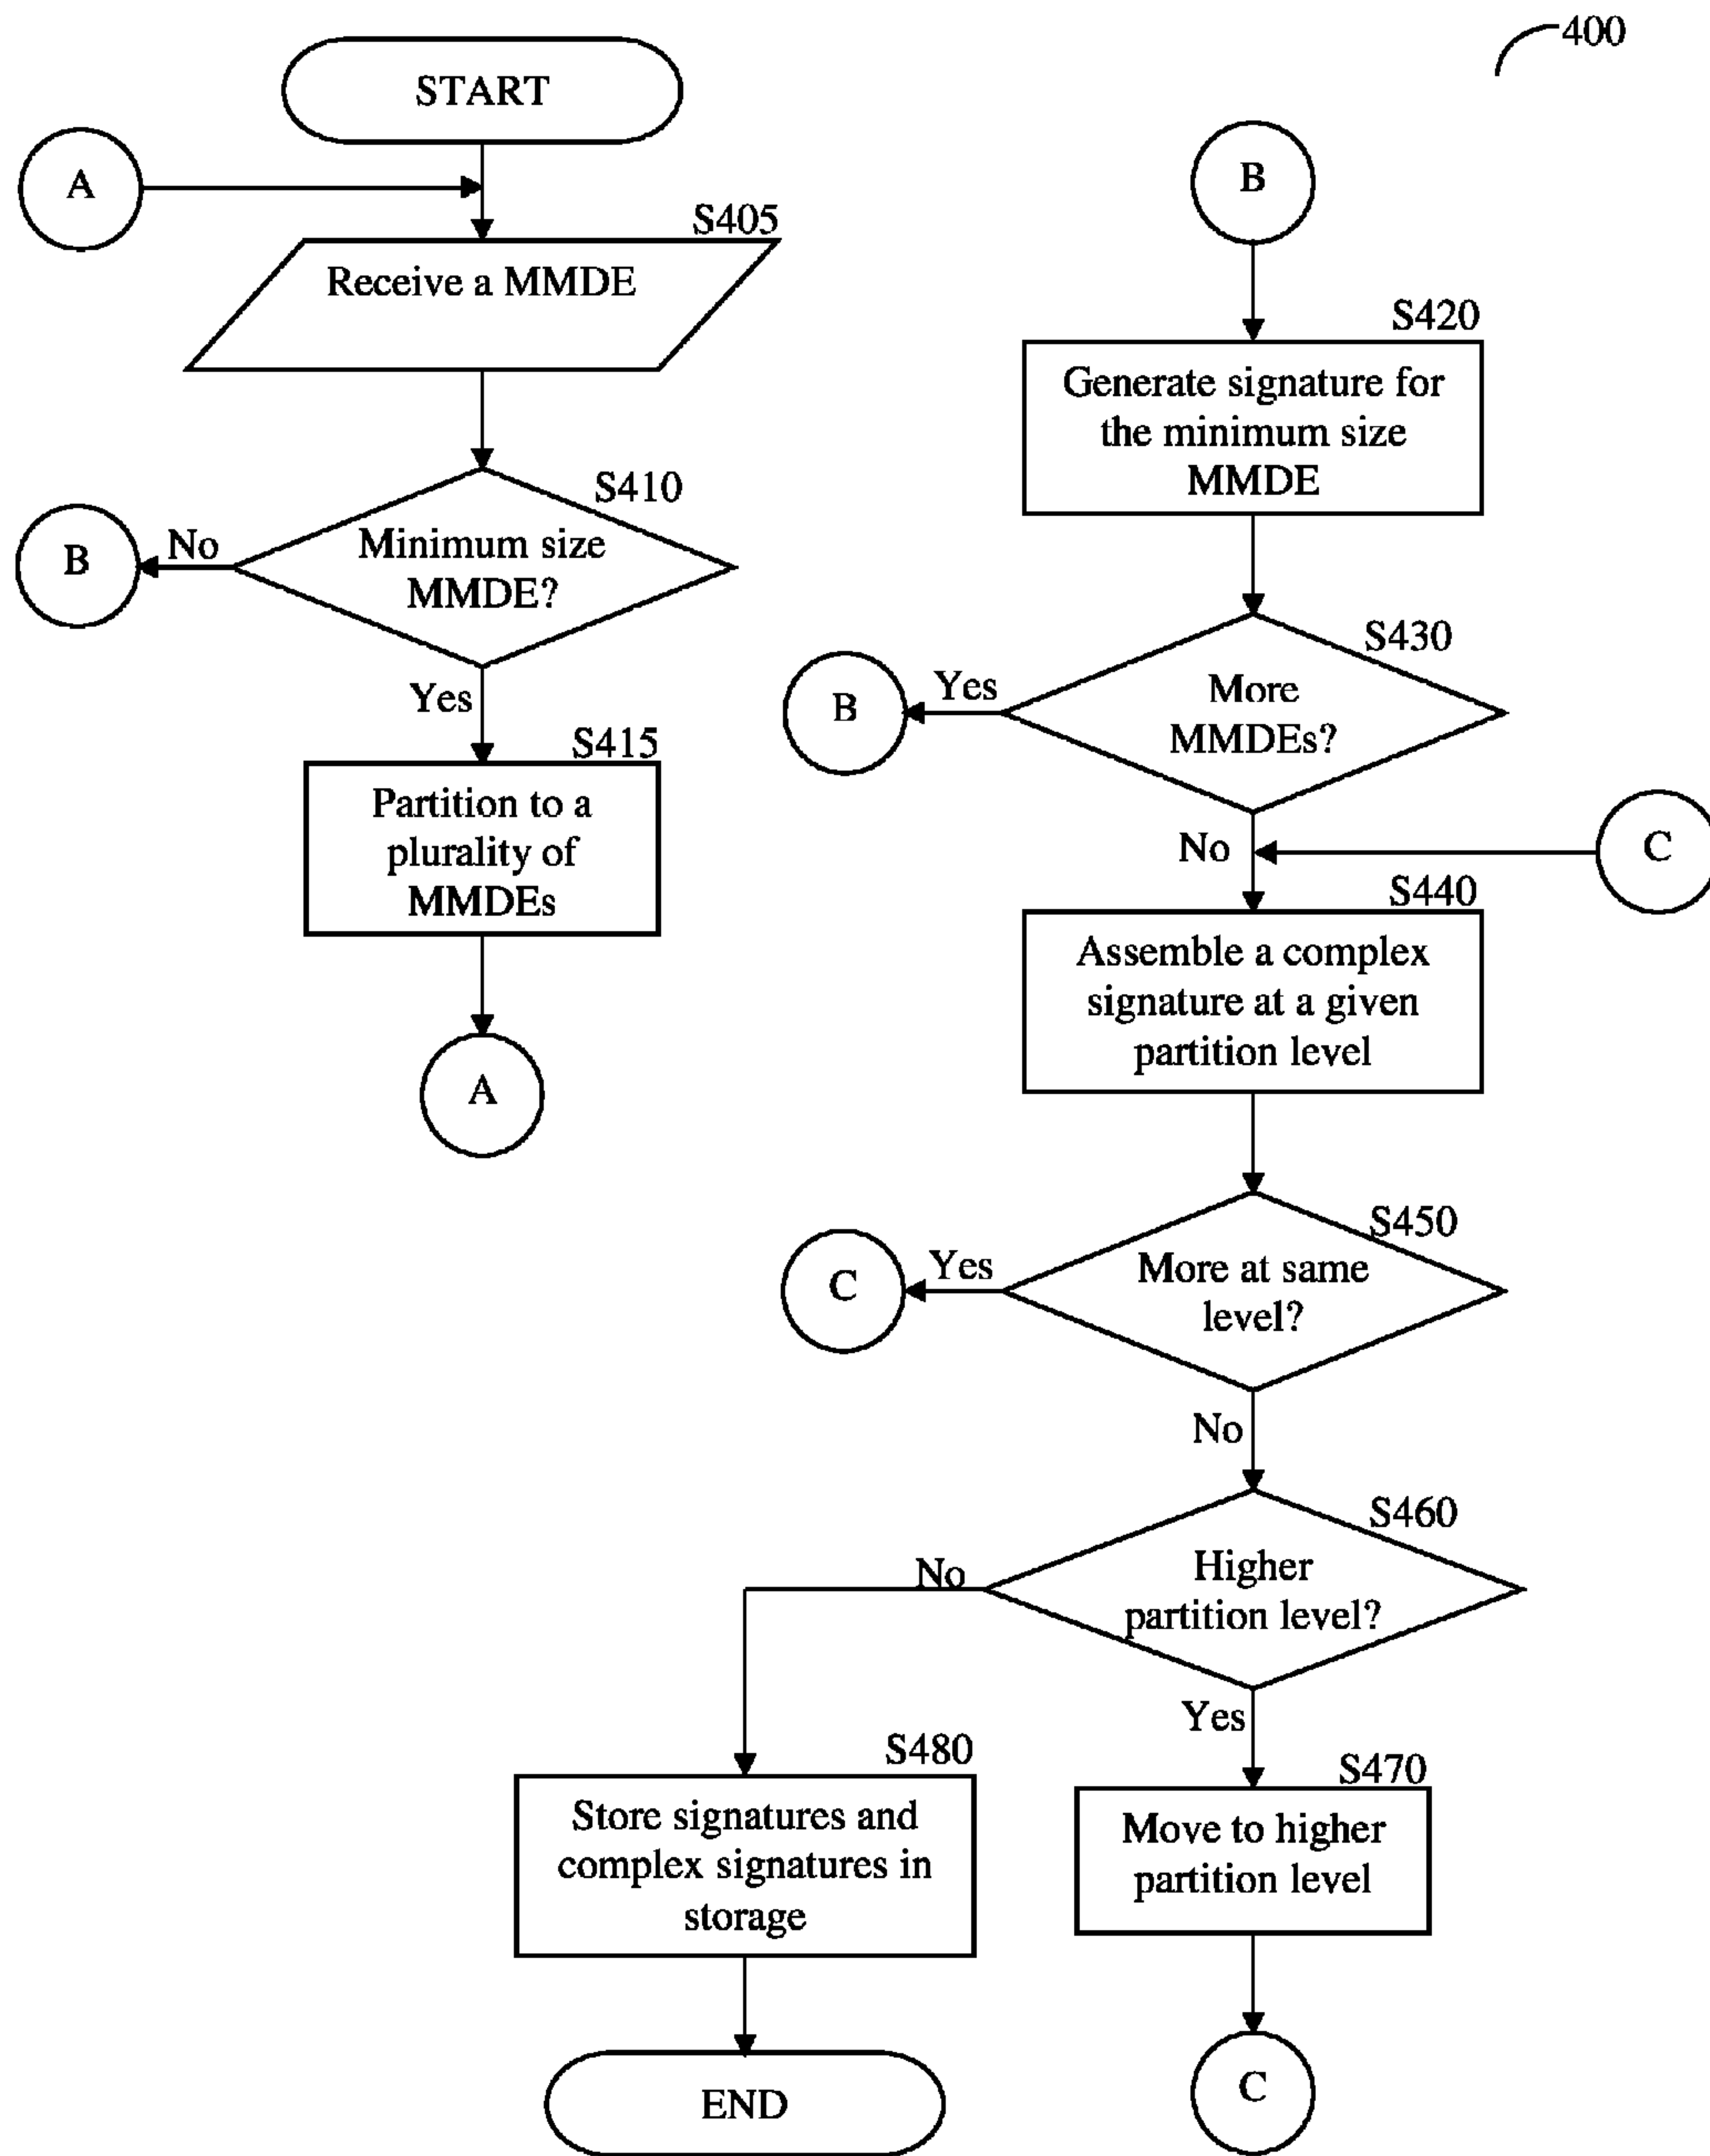 400
START
A
S405
Receive a MMDE
S410
Minimum size
MMDE?
No
B
Yes
S415
Partition to a
plurality of
MMDEs
A
B
S420
Generate signature for
the minimum size
MMDE
S430
More
MMDEs?
Yes
B
No
C
S440
Assemble a complex
signature at a given
partition level
S450
More at same
level?
Yes
C
No
S460
Higher
partition level?
No
Yes
S480
Store signatures and
complex signatures in
storage
END
S470
Move to higher
partition level
C